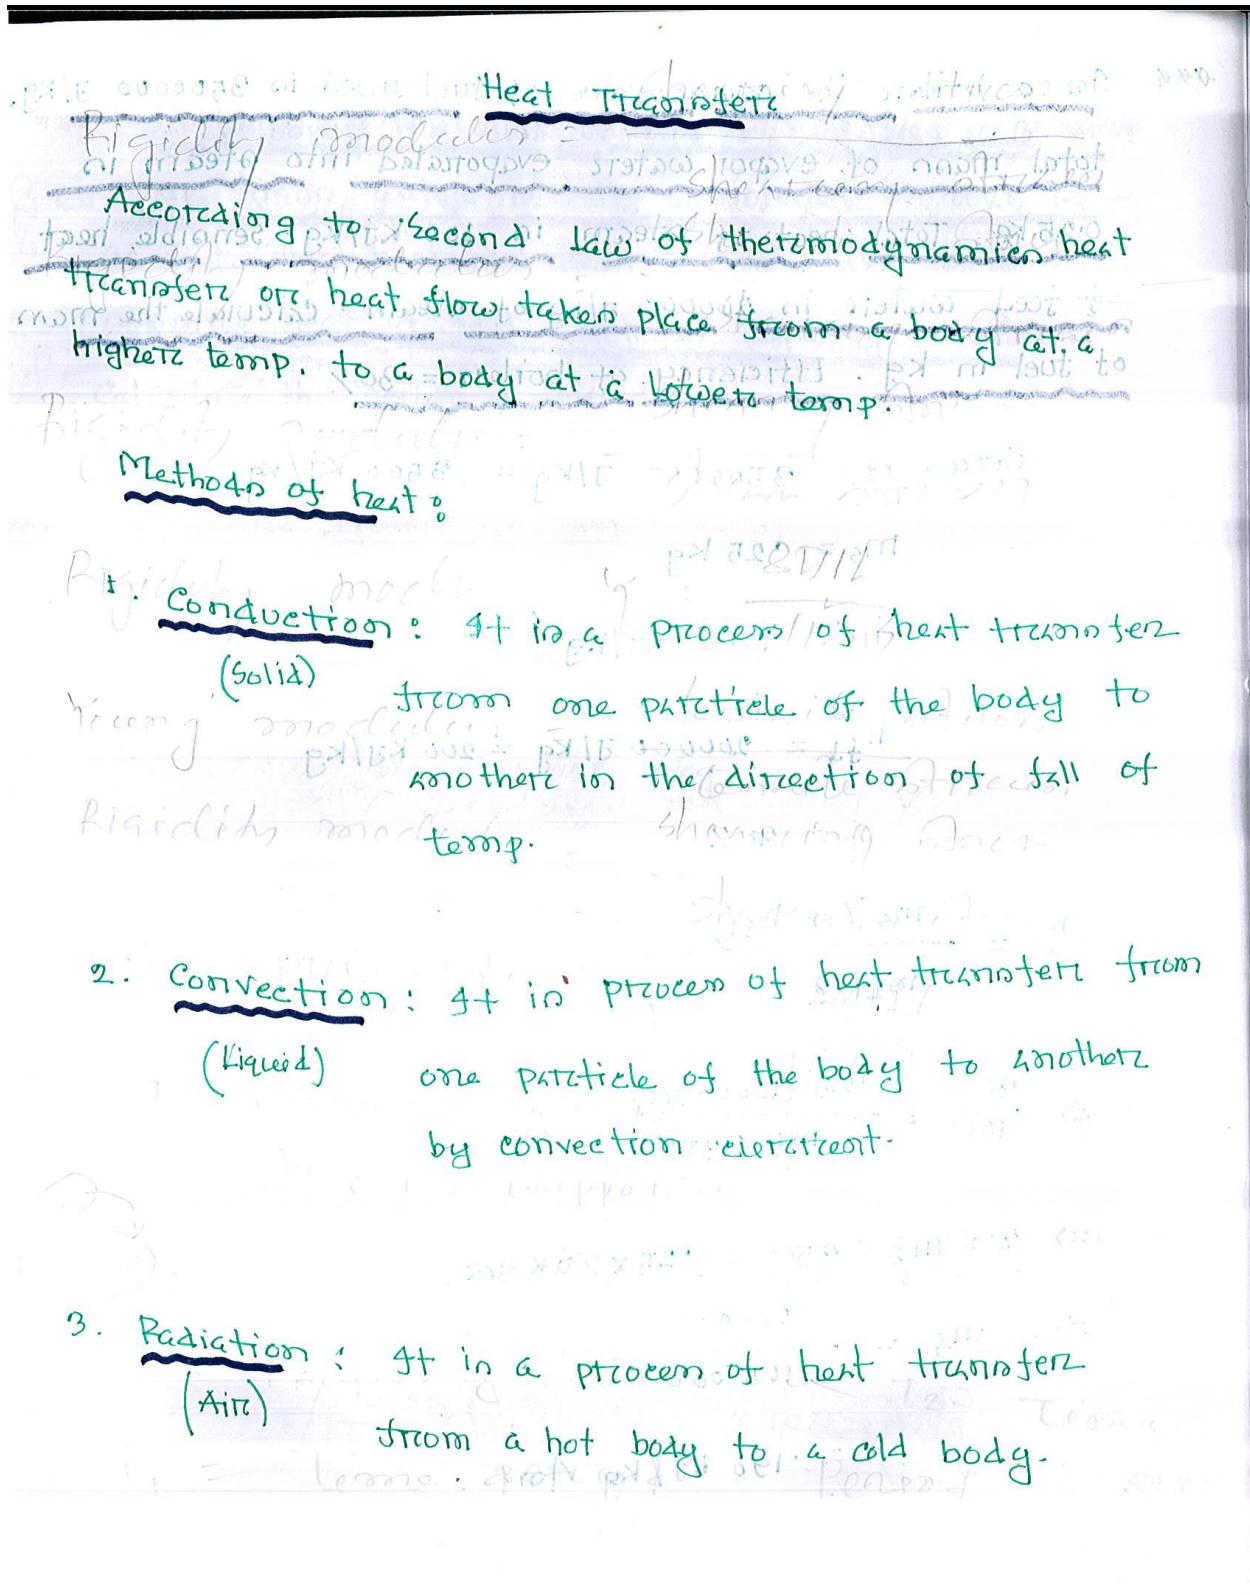 Heat Transfer
According to Second law of thermodynamics heat
transfer or heat flow takes place from a body at a
higher temp. to a body at a lower temp.
Methods of heat :
1. Conduction : It is a process of heat transfer
(Solid)
from one particle of the body to
another in the direction of fall of
temp.
2. Convection : It is process of heat transfer from
(Liquid)
one particle of the body to another
by convection
3. Radiation : It is a process of heat transfer
(Air)
from a hot body to a cold body.